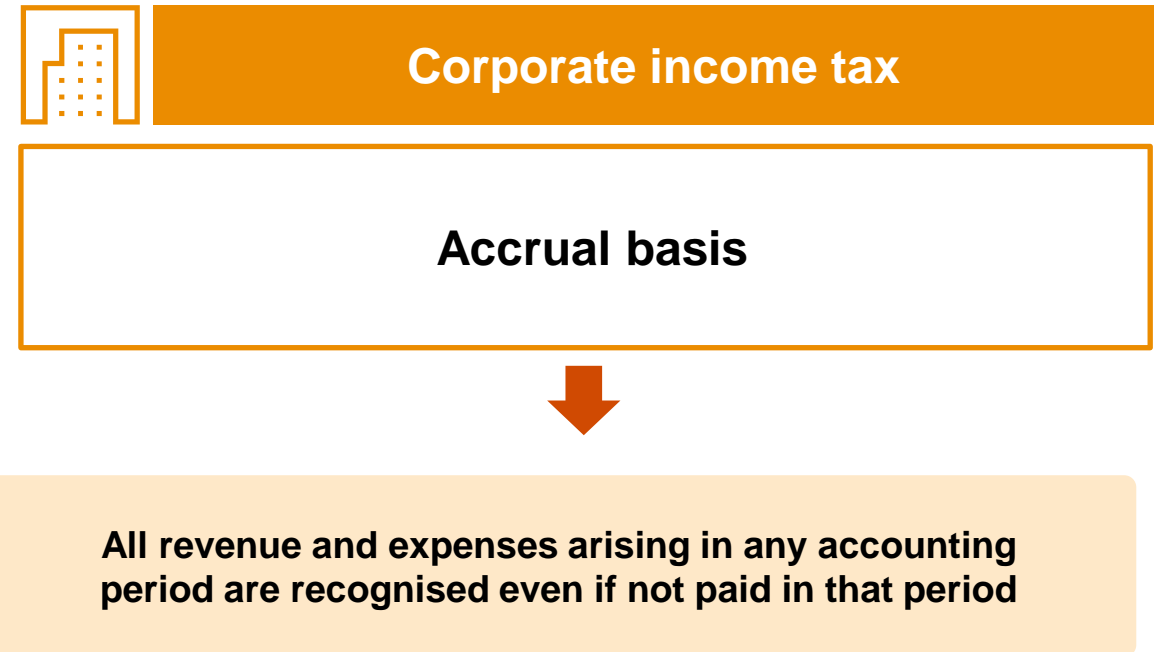 Corporate income tax
Accrual basis
All revenue and expenses arising in any accounting
period are recognised even if not paid in that period